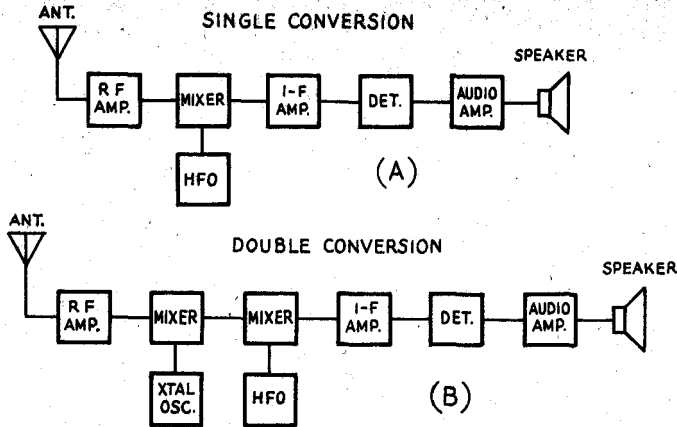 ANT.
SINGLE CONVERSION
SPEAKER
RF
AMP.
MIXER
I-F
AMP.
DET.
AUDIO
AMP.
HFO
(A)
ANT.
DOUBLE CONVERSION
SPEAKER
RF
AMP.
MIXER
MIXER
I-F
AMP.
DET.
AUDIO
AMP.
XTAL
OSC.
HFO
(B)